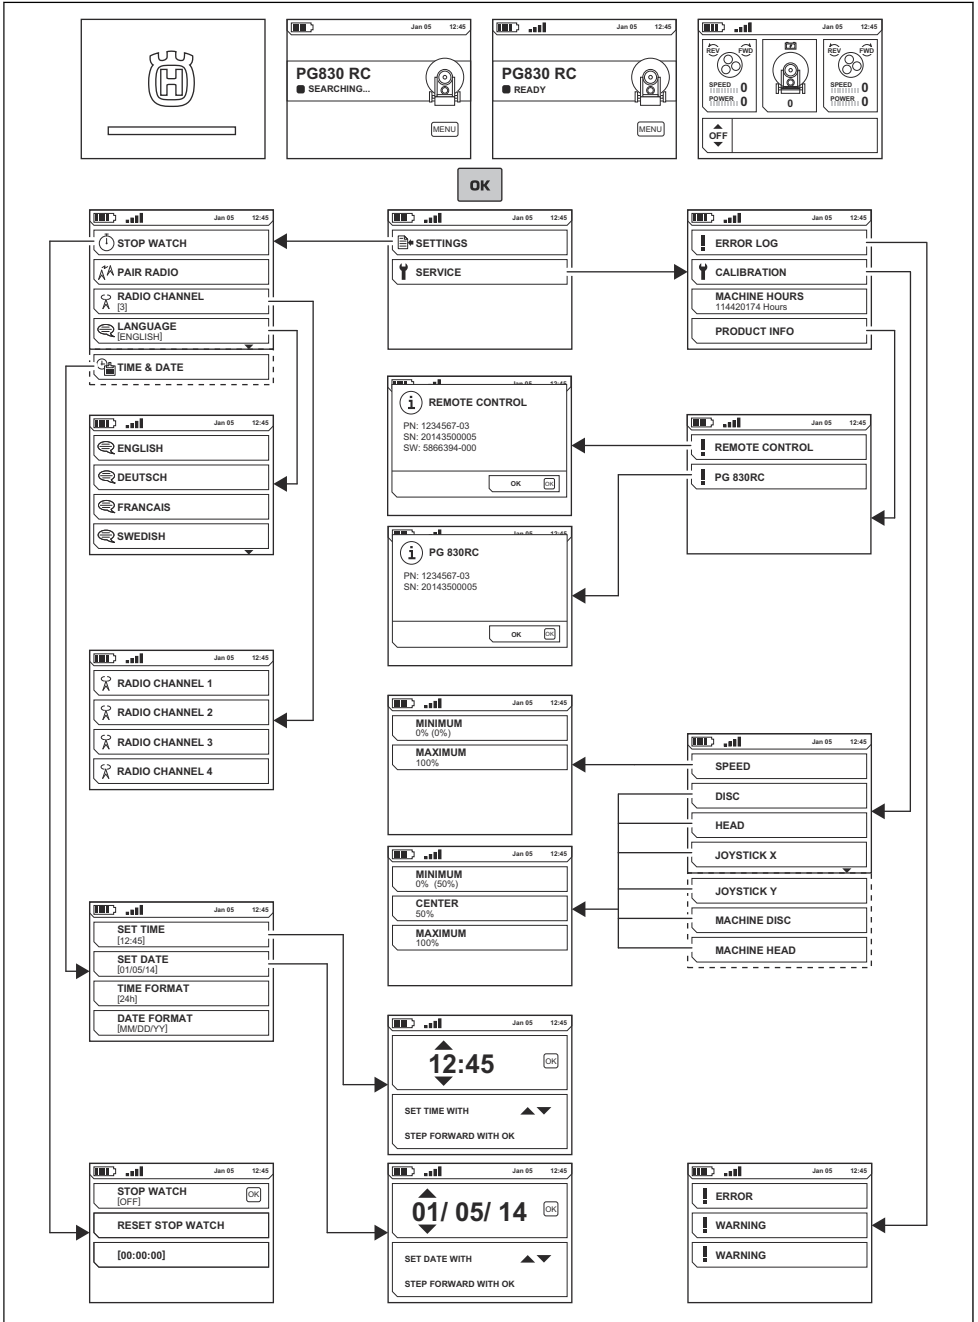 H
Jan 05 12:45
PG830 RC
SEARCHING...
MENU
Jan 05 12:45
PG830 RC
READY
MENU
Jan 05 12:45
REV FWD
SPEED 0
POWER 0
0
REV FWD
SPEED 0
POWER 0
OFF
OK
Jan 05 12:45
STOP WATCH
PAIR RADIO
RADIO CHANNEL
[3]
LANGUAGE
[ENGLISH]
TIME & DATE
Jan 05 12:45
SETTINGS
SERVICE
Jan 05 12:45
ERROR LOG
CALIBRATION
MACHINE HOURS
114420174 Hours
PRODUCT INFO
Jan 05 12:45
i REMOTE CONTROL
PN: 1234567-03
SN: 20143500005
SW: 5866394-000
OK OK
Jan 05 12:45
ENGLISH
DEUTSCH
FRANCAIS
SWEDISH
Jan 05 12:45
REMOTE CONTROL
PG 830RC
12:45
i PG 830RC
PN: 1234567-03
SN: 20143500005
OK OK
Jan 05 12:45
RADIO CHANNEL 1
RADIO CHANNEL 2
RADIO CHANNEL 3
RADIO CHANNEL 4
Jan 05 12:45
MINIMUM
0% (0%)
MAXIMUM
100%
Jan 05 12:45
SPEED
DISC
HEAD
JOYSTICK X
JOYSTICK Y
MACHINE DISC
MACHINE HEAD
Jan 05 12:45
MINIMUM
0% (50%)
CENTER
50%
MAXIMUM
100%
Jan 05 12:45
SET TIME
[12:45]
SET DATE
[01/05/14]
TIME FORMAT
[24h]
DATE FORMAT
[MM/DD/YY]
Jan 05 12:45
12:45 OK
SET TIME WITH
STEP FORWARD WITH OK
Jan 05 12:45
STOP WATCH
[OFF]
OK
RESET STOP WATCH
[00:00:00]
Jan 05 12:45
01/ 05/ 14 OK
SET DATE WITH
STEP FORWARD WITH OK
Jan 05 12:45
ERROR
WARNING
WARNING